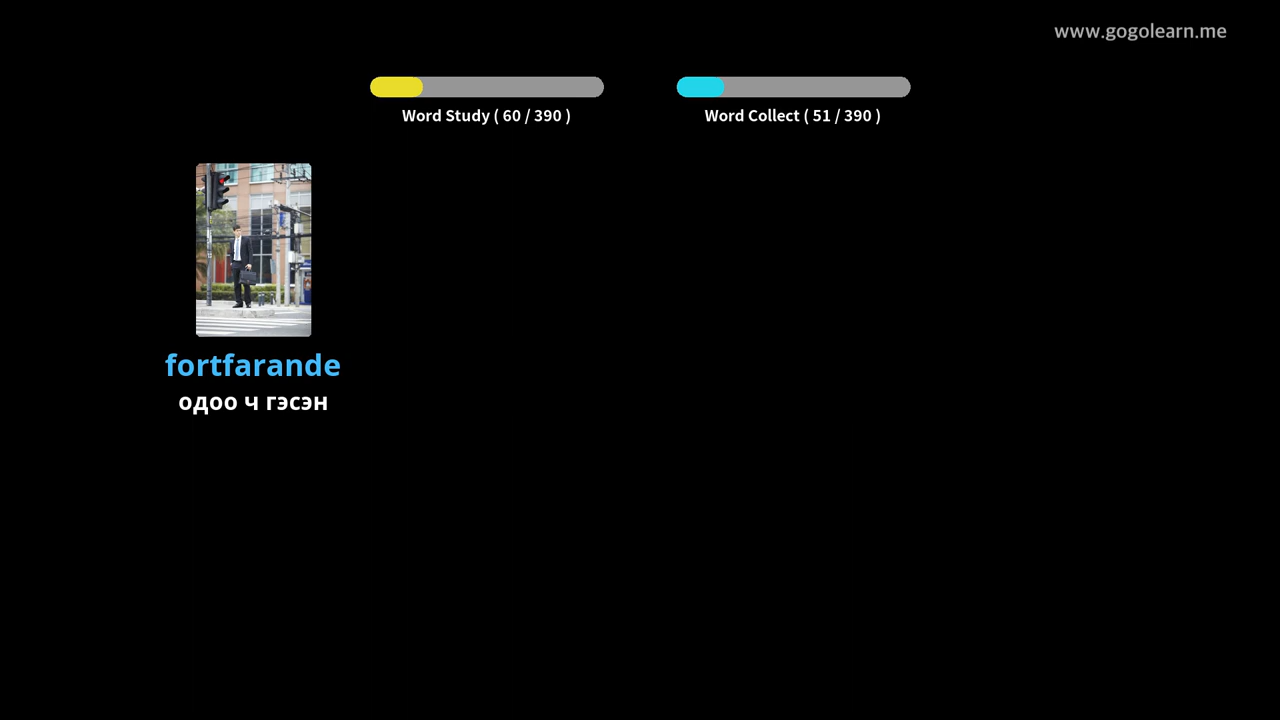 www.gogolearn.me
Word Study ( 60 / 390 )
Word Collect ( 51 / 390 )
fortfarande
одоо ч гэсэн